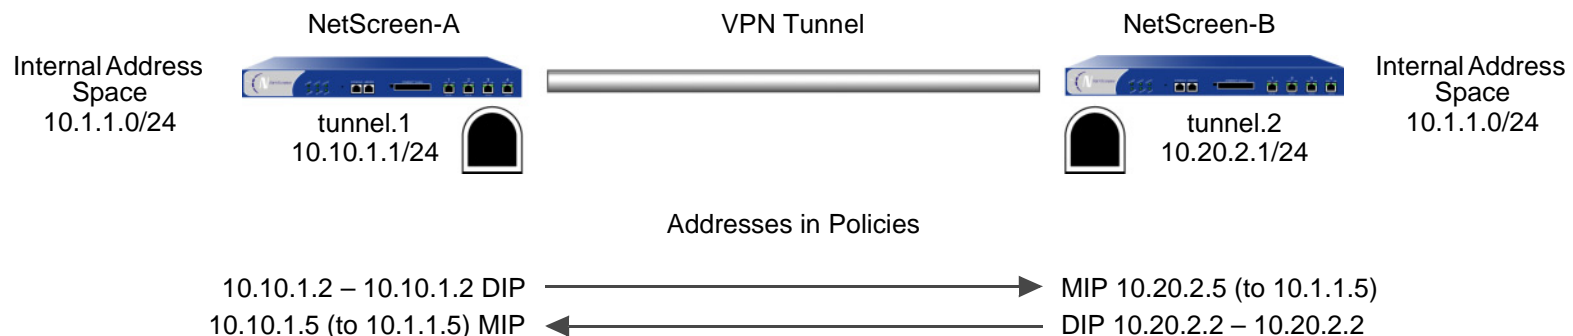 NetScreen-A
VPN Tunnel
NetScreen-B
Internal Address
Space
10.1.1.0/24
tunnel.1
10.10.1.1/24
tunnel.2
10.20.2.1/24
Internal Address
Space
10.1.1.0/24
Addresses in Policies
10.10.1.2 – 10.10.1.2 DIP
MIP 10.20.2.5 (to 10.1.1.5)
10.10.1.5 (to 10.1.1.5) MIP
DIP 10.20.2.2 – 10.20.2.2